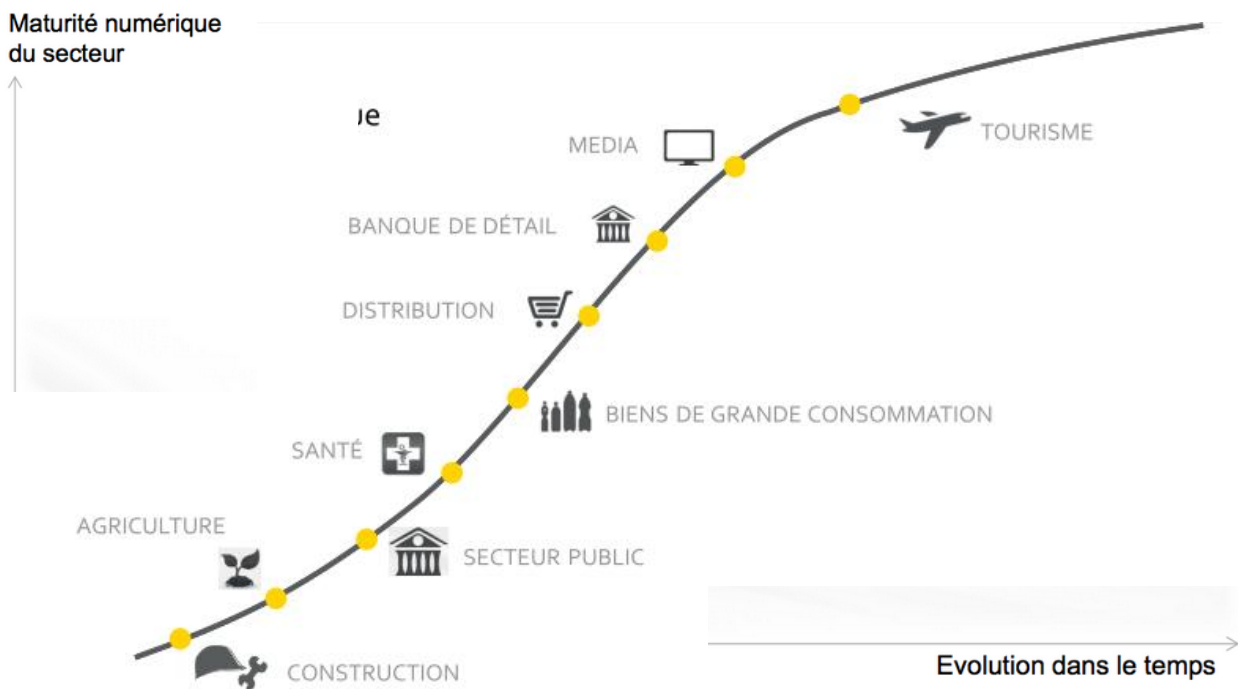 Maturité numérique
du secteur
TOURISME
MEDIA
BANQUE DE DÉTAIL
DISTRIBUTION
BIENS DE GRANDE CONSOMMATION
SANTÉ
AGRICULTURE
SECTEUR PUBLIC
CONSTRUCTION
Evolution dans le temps